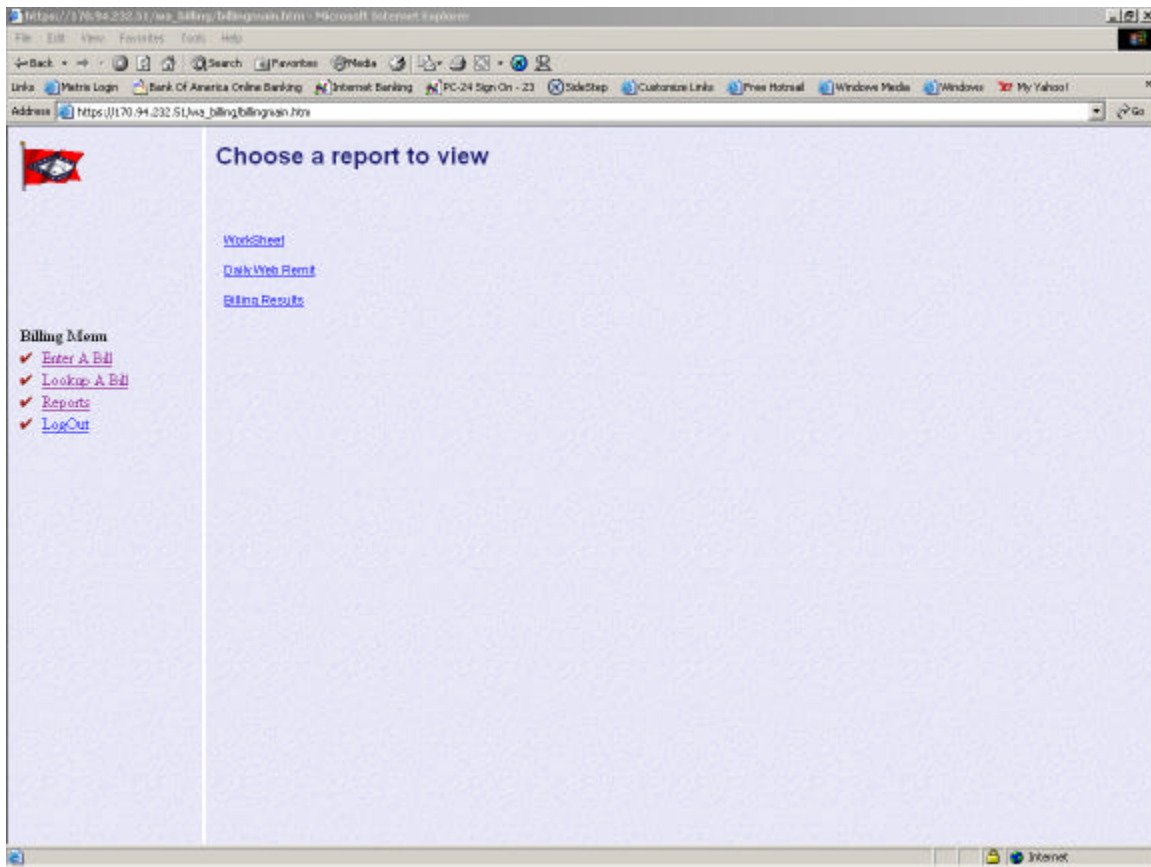 https://170.94.232.51/wa_billing/billingmain.htm - Microsoft Internet Explorer
File Edit View Favorites Tools Help
Back Search Favorites Media
Links Metris Login Bank Of America Online Banking Internet Banking PC-24 Sign On - 23 SideStep Customize Links Free Hotmail Windows Media Windows My Yahoo!
Address https://170.94.232.51/wa_billing/billingmain.htm Go
Choose a report to view
WorkSheet
Daily Web Remit
Billing Results
Billing Menu
Enter A Bill
Lookup A Bill
Reports
LogOut
Internet